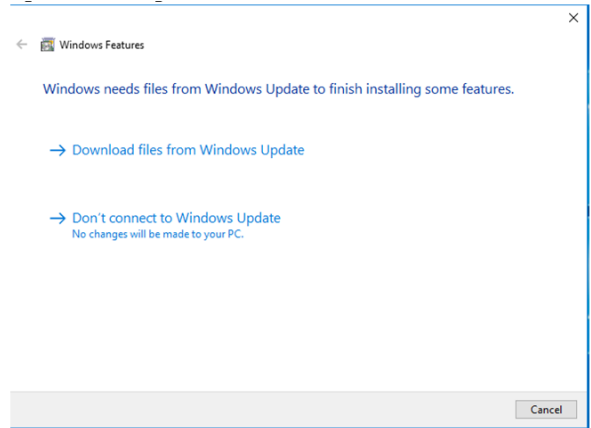 Windows Features
Windows needs files from Windows Update to finish installing some features.
Download files from Windows Update
Don't connect to Windows Update
No changes will be made to your PC.
Cancel